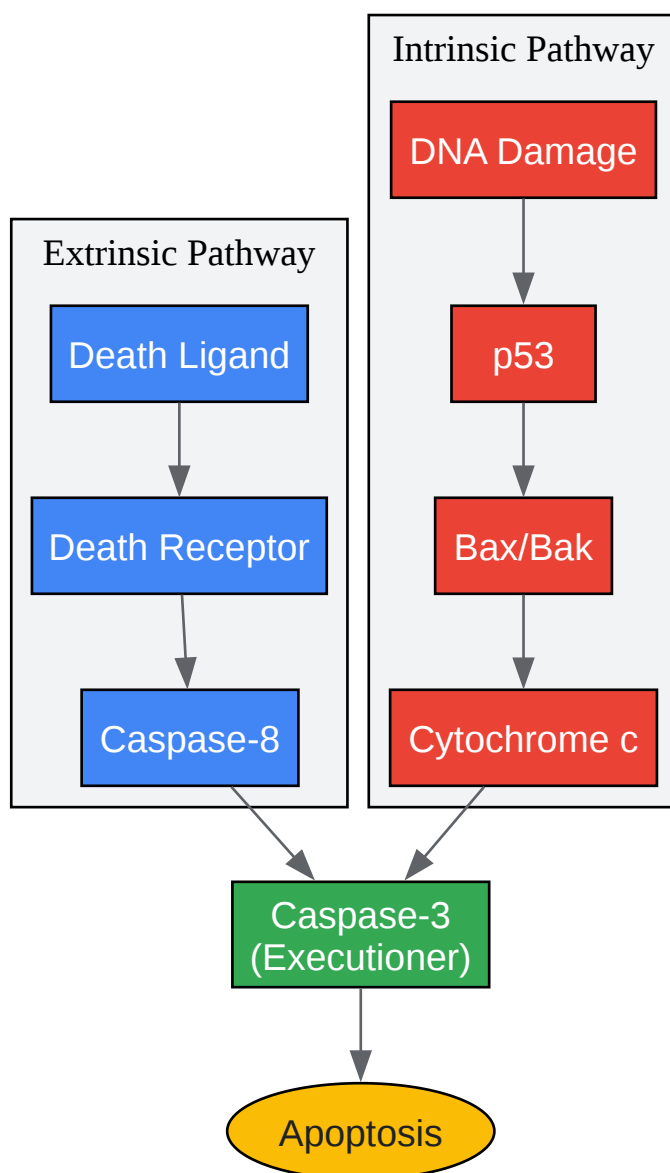 Intrinsic Pathway
DNA Damage
Extrinsic Pathway
Death Ligand
p53
Death Receptor
Bax/Bak
Caspase-8
Cytochrome c
Caspase-3
(Executioner)
Apoptosis